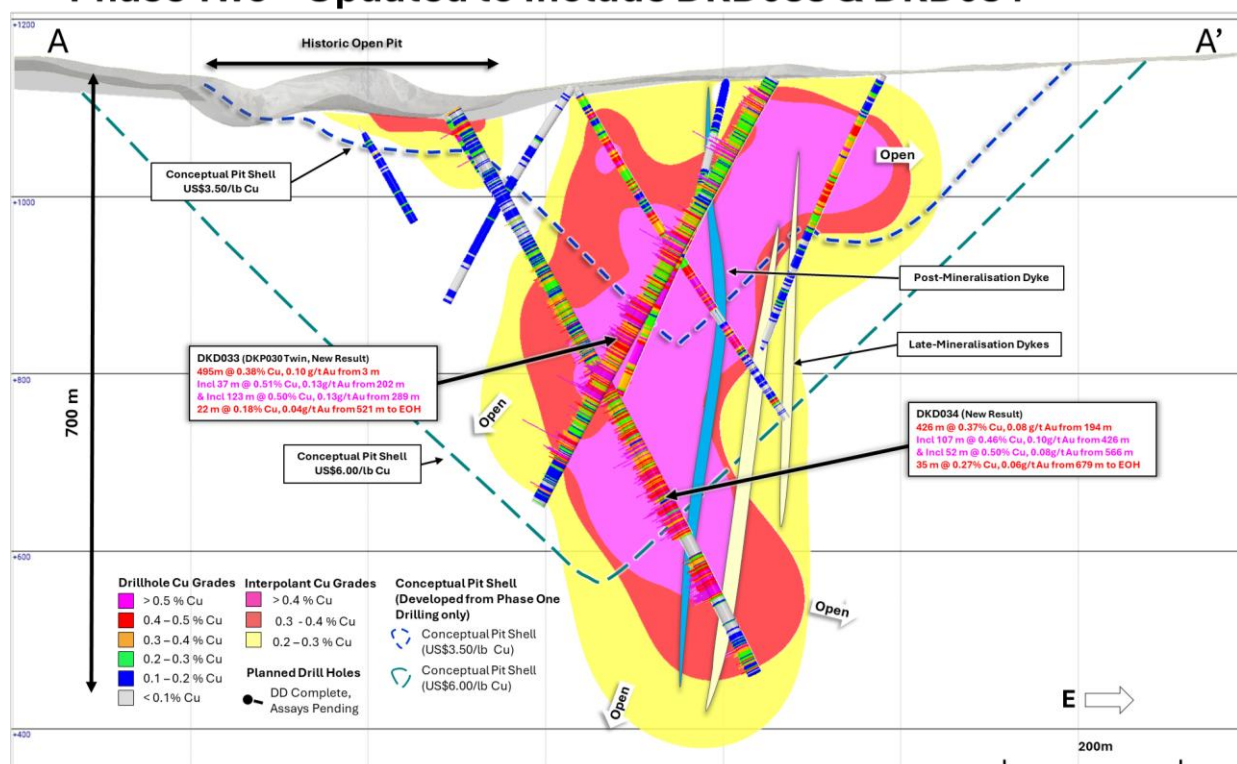 Phase Two - Updated to include DKD033 & DKD034
+1200
A
Historic Open Pit
A'
Conceptual Pit Shell
US$3.50/lb Cu
Open
+1000
Post-Mineralisation Dyke
Late-Mineralisation Dykes
DKD033 (DKP030 Twin, New Result)
495m @ 0.38% Cu, 0.10 g/t Au from 3 m
Incl 37 m @ 0.51% Cu, 0.13g/t Au from 202 m
& Incl 123 m @ 0.50% Cu, 0.13g/t Au from 289 m
22 m @ 0.18% Cu, 0.04g/t Au from 521 m to EOH
+800
700 m
Open
DKD034 (New Result)
426 m @ 0.37% Cu, 0.08 g/t Au from 194 m
Incl 107 m @ 0.46% Cu, 0.10g/t Au from 426 m
& Incl 52 m @ 0.50% Cu, 0.08g/t Au from 566 m
35 m @ 0.27% Cu, 0.06g/t Au from 679 m to EOH
Conceptual Pit Shell
US$6.00/lb Cu
+600
Drillhole Cu Grades
> 0.5 % Cu
0.4 – 0.5 % Cu
0.3 – 0.4 % Cu
0.2 – 0.3 % Cu
0.1 – 0.2 % Cu
< 0.1% Cu
Interpolant Cu Grades
> 0.4 % Cu
0.3 - 0.4 % Cu
0.2 – 0.3 % Cu
Planned Drill Holes
DD Complete,
Assays Pending
Conceptual Pit Shell
(Developed from Phase One
Drilling only)
Conceptual Pit Shell
(US$3.50/lb Cu)
Conceptual Pit Shell
(US$6.00/lb Cu)
Open
Open
E
+400
200m